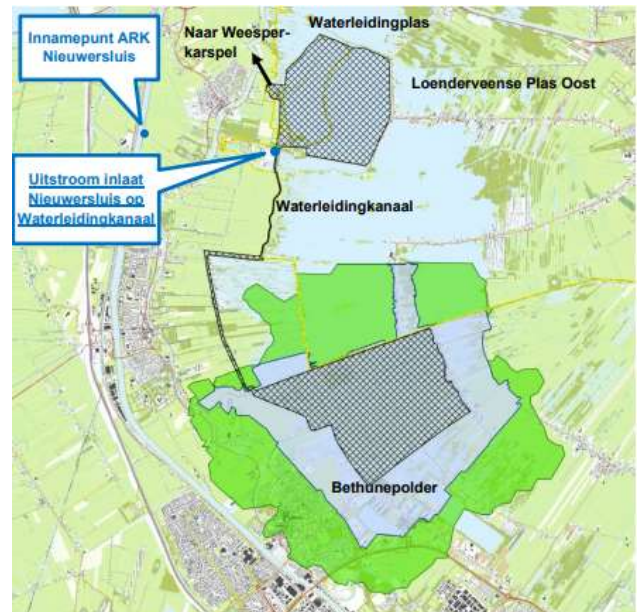 Innamepunt ARK
Nieuwersluis
Naar Weesper-
karspel
Waterleidingplas
Loenderveense Plas Oost
Uitstroom inlaat
Nieuwersluis op
Waterleidingkanaal
Waterleidingkanaal
Bethunepolder